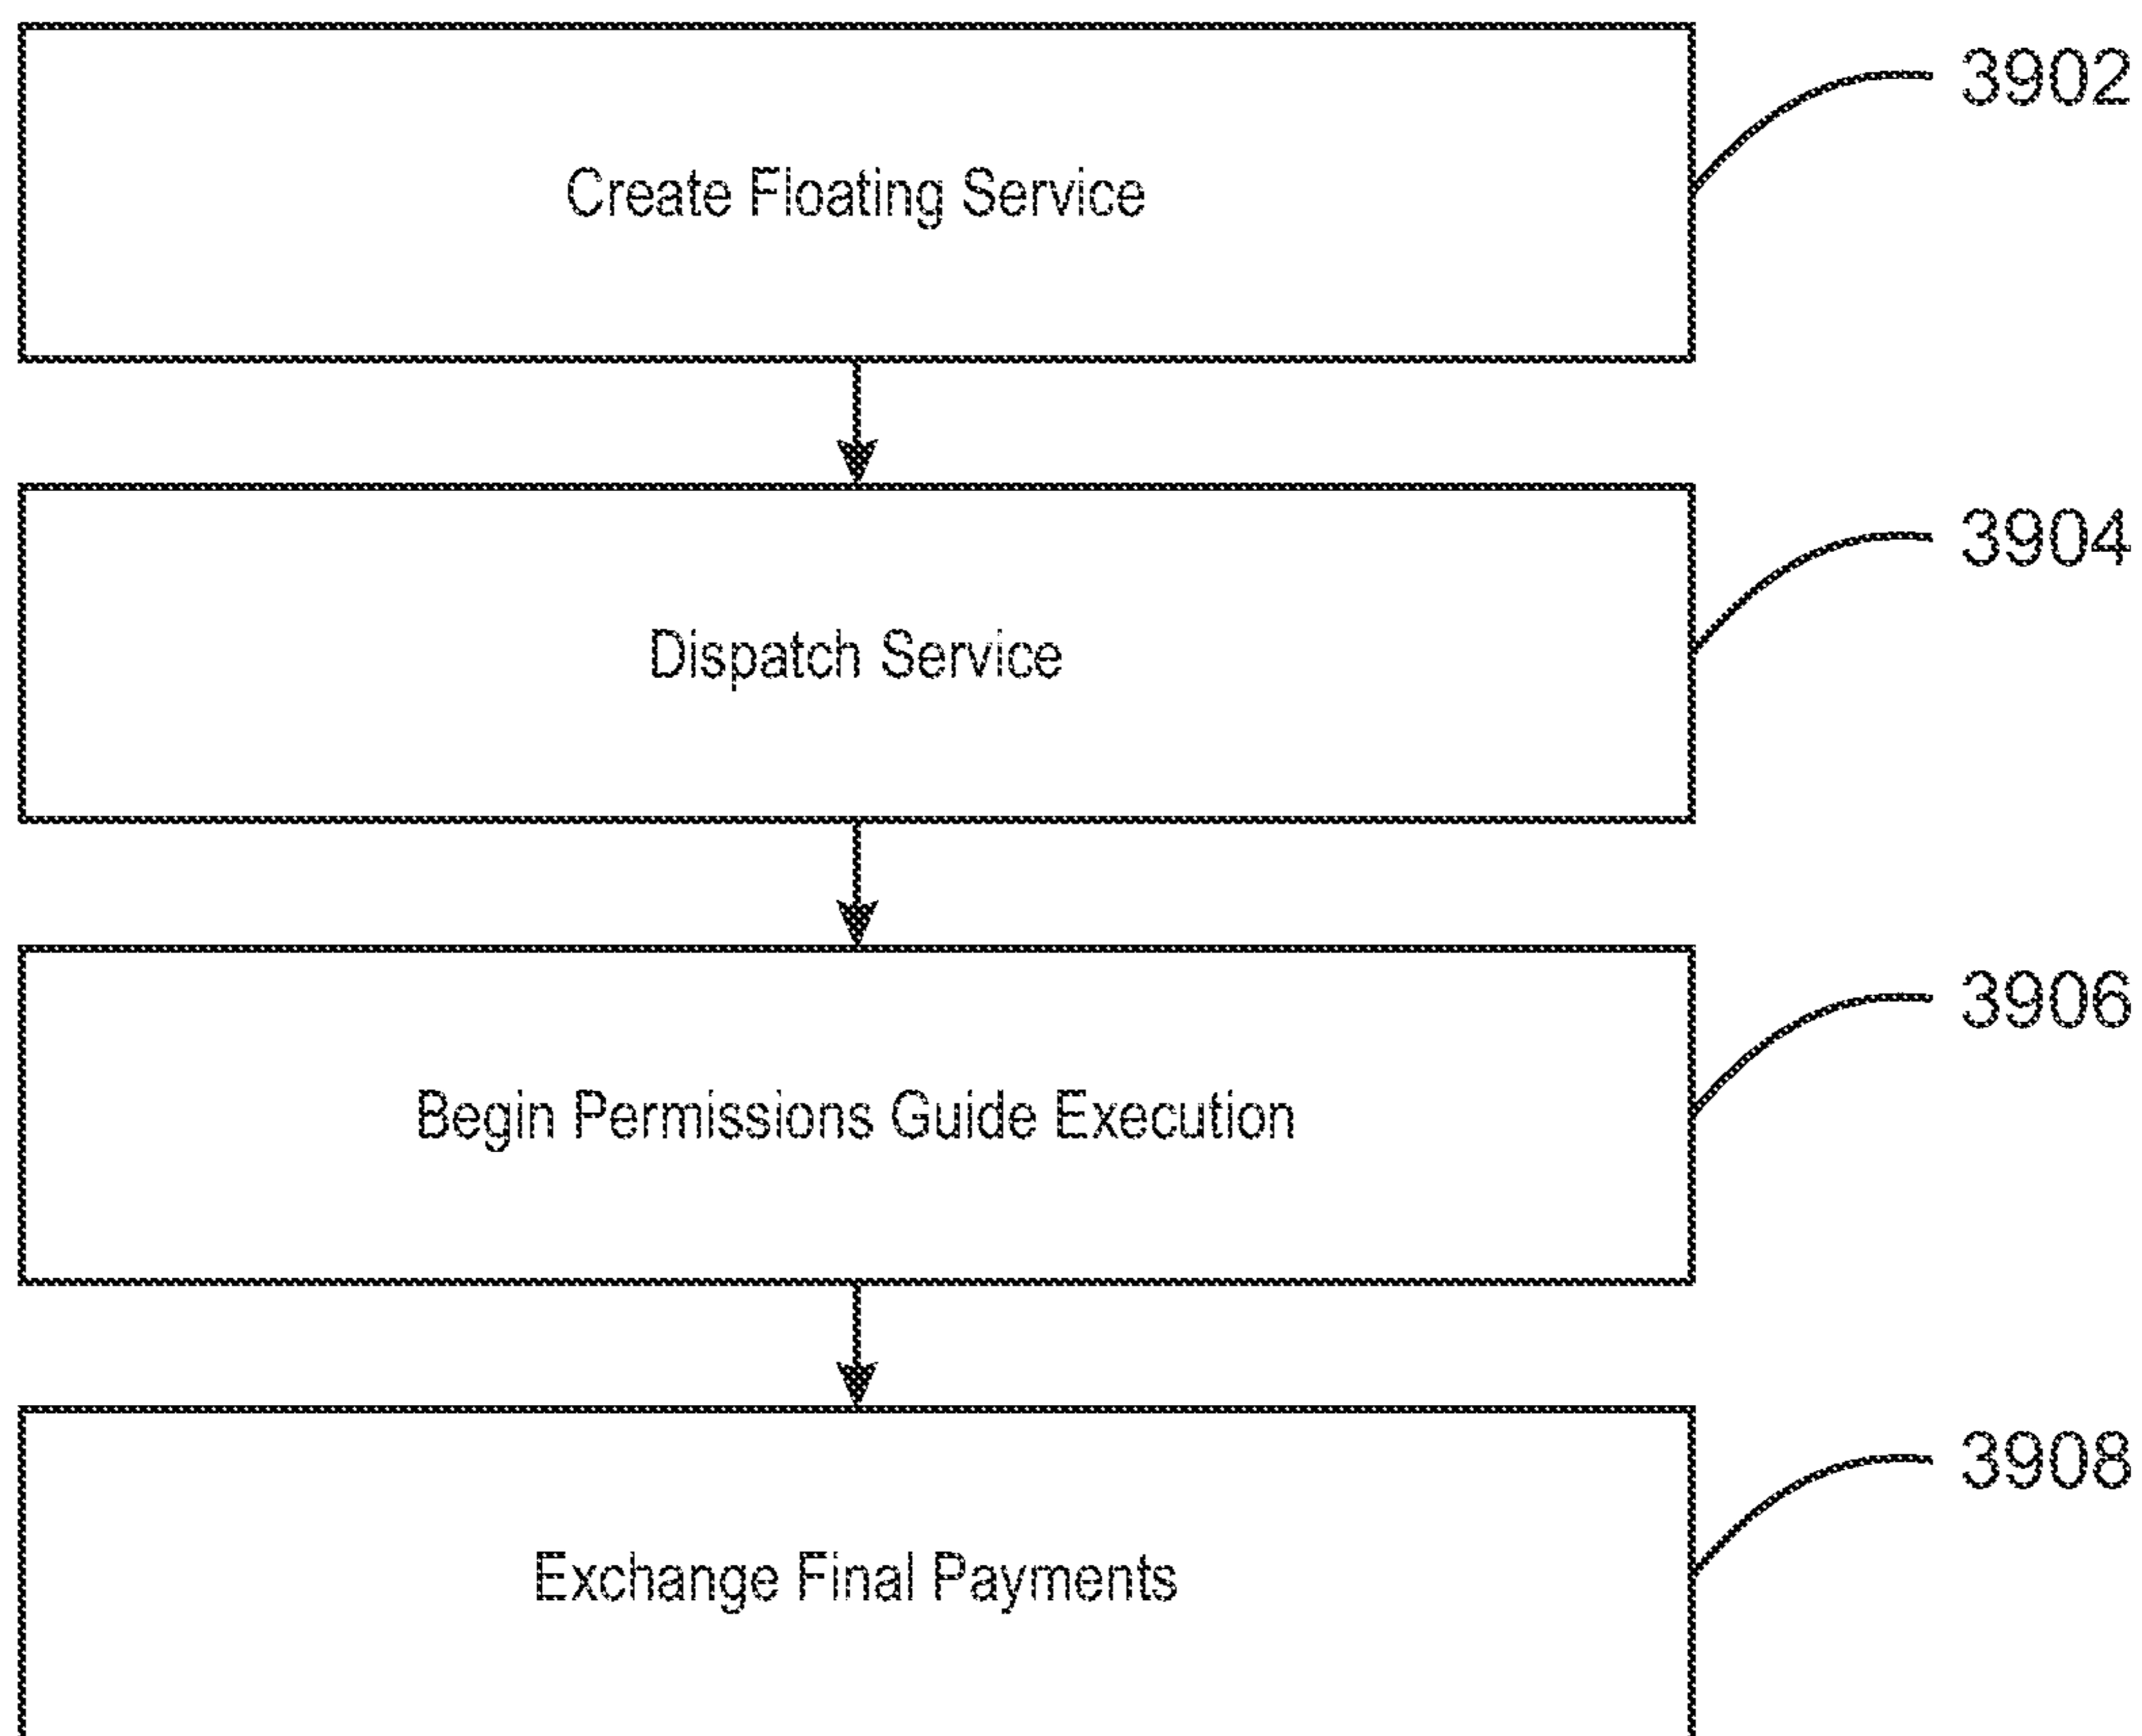 Create Floating Service
3902
Dispatch Service
3904
Begin Permissions Guide Execution
3906
Exchange Final Payments
3908